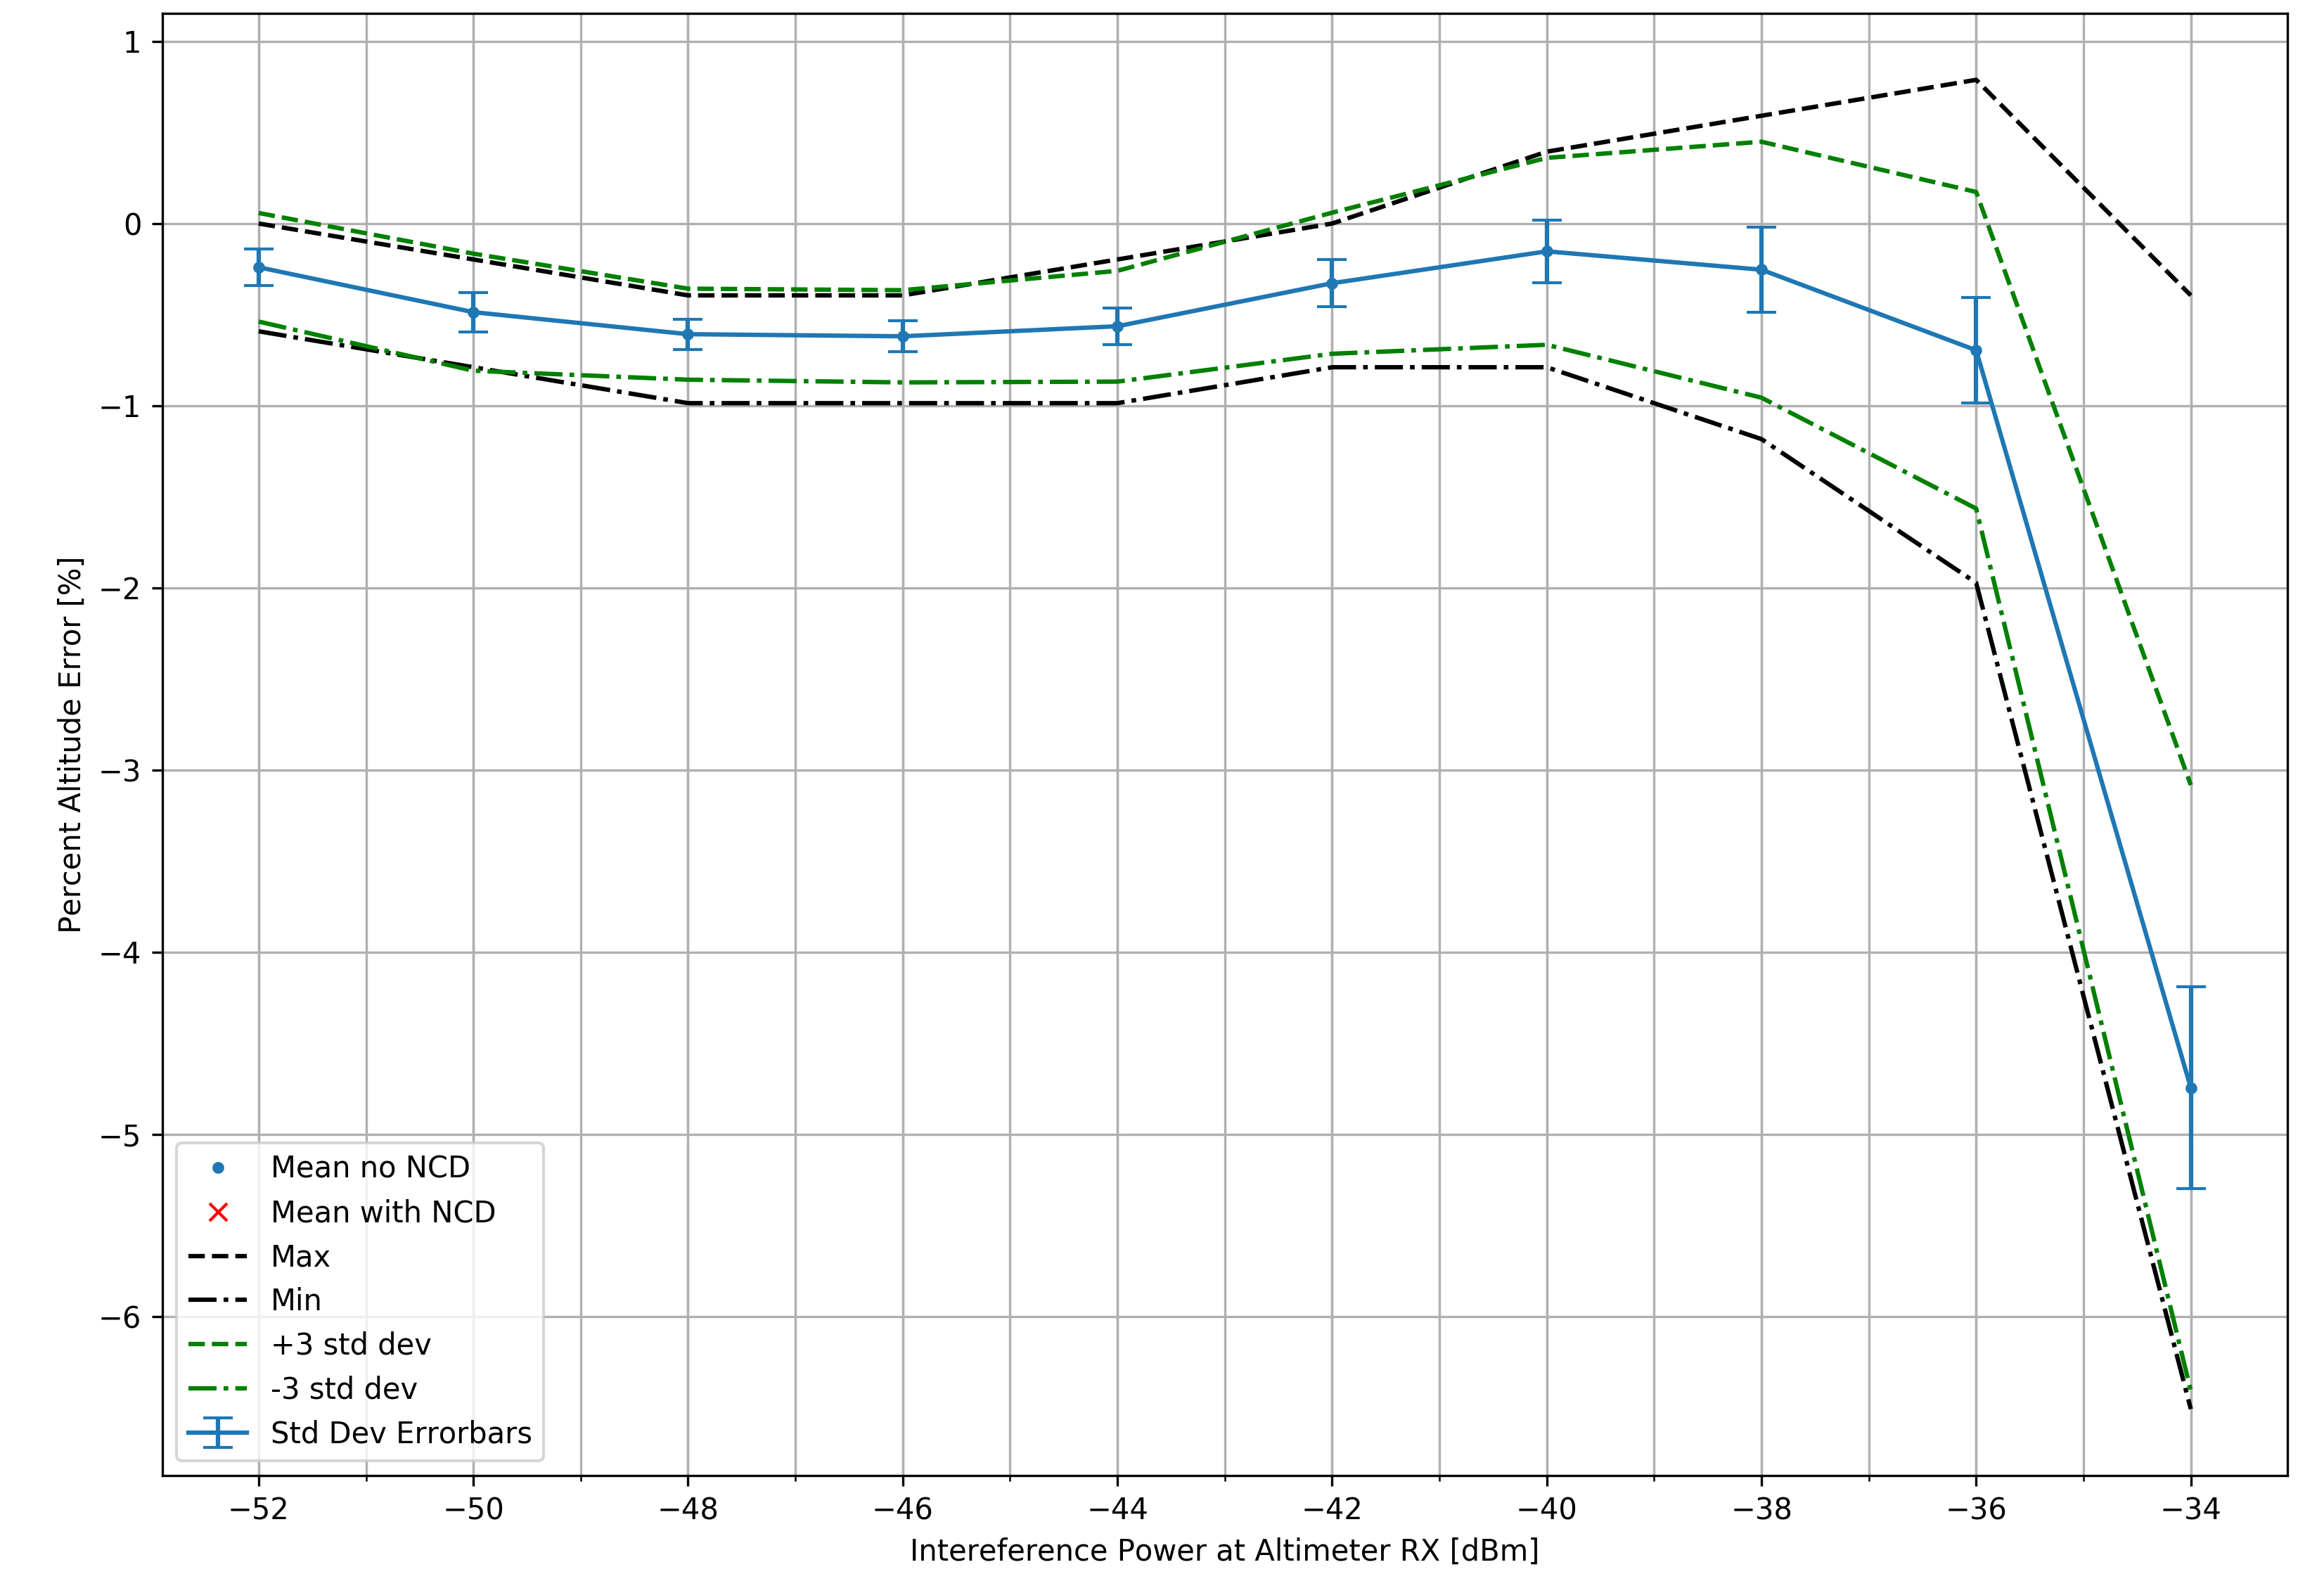 1
0
−1
−2
−3
−4
−5
−6
Percent Altitude Error [%]
Mean no NCD
Mean with NCD
Max
Min
+3 std dev
-3 std dev
Std Dev Errorbars
−52 −50 −48 −46 −44 −42 −40 −38 −36 −34
Intereference Power at Altimeter RX [dBm]